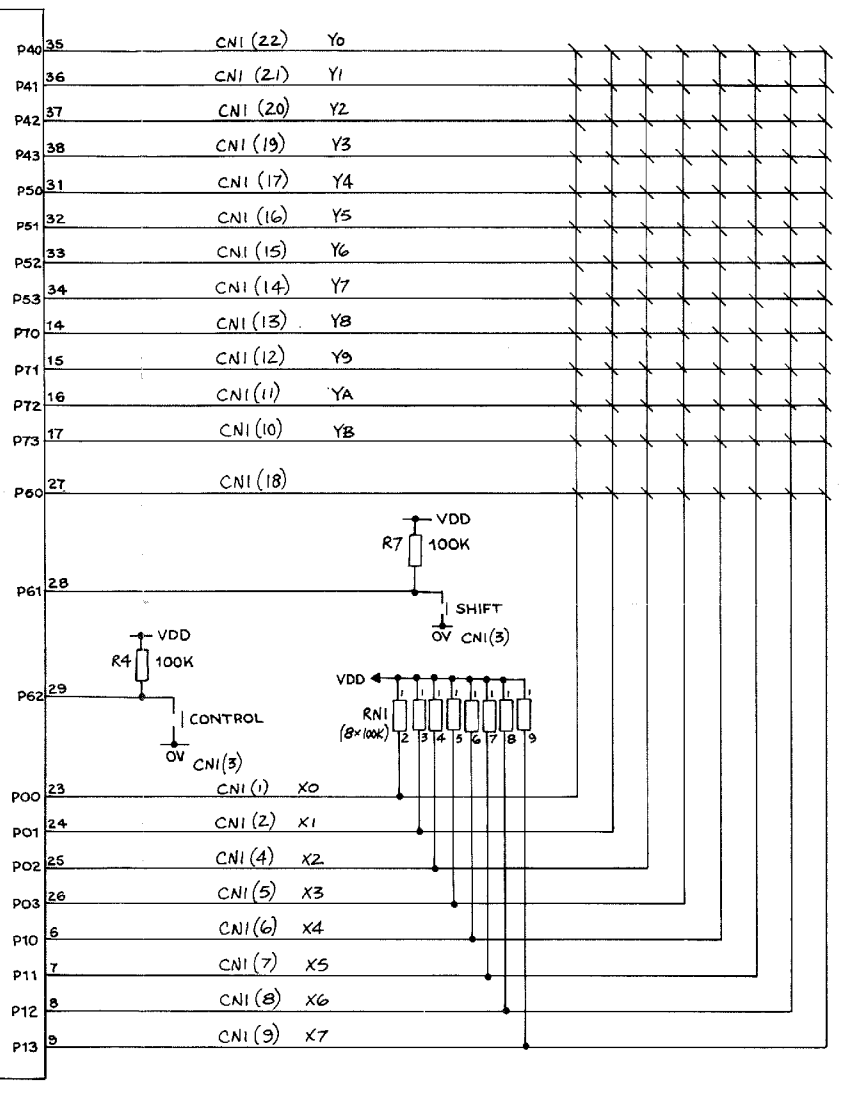 P40 35 CN1 (22) Y0
P41 36 CN1 (21) Y1
P42 37 CN1 (20) Y2
P43 38 CN1 (19) Y3
P50 31 CN1 (17) Y4
P51 32 CN1 (16) Y5
P52 33 CN1 (15) Y6
P53 34 CN1 (14) Y7
P70 14 CN1 (13) Y8
P71 15 CN1 (12) Y9
P72 16 CN1 (11) YA
P73 17 CN1 (10) YB
P60 27 CN1 (18)
VDD
R7 100K
P61 28
SHIFT
0V CN1(3)
VDD
R4 100K
VDD
1 1 1 1 1 1 1 1
P62 29
CONTROL
RN1
(8×100K)
2 3 4 5 6 7 8 9
0V CN1(3)
P00 23 CN1 (1) X0
P01 24 CN1 (2) X1
P02 25 CN1 (4) X2
P03 26 CN1 (5) X3
P10 6 CN1 (6) X4
P11 7 CN1 (7) X5
P12 8 CN1 (8) X6
P13 9 CN1 (9) X7